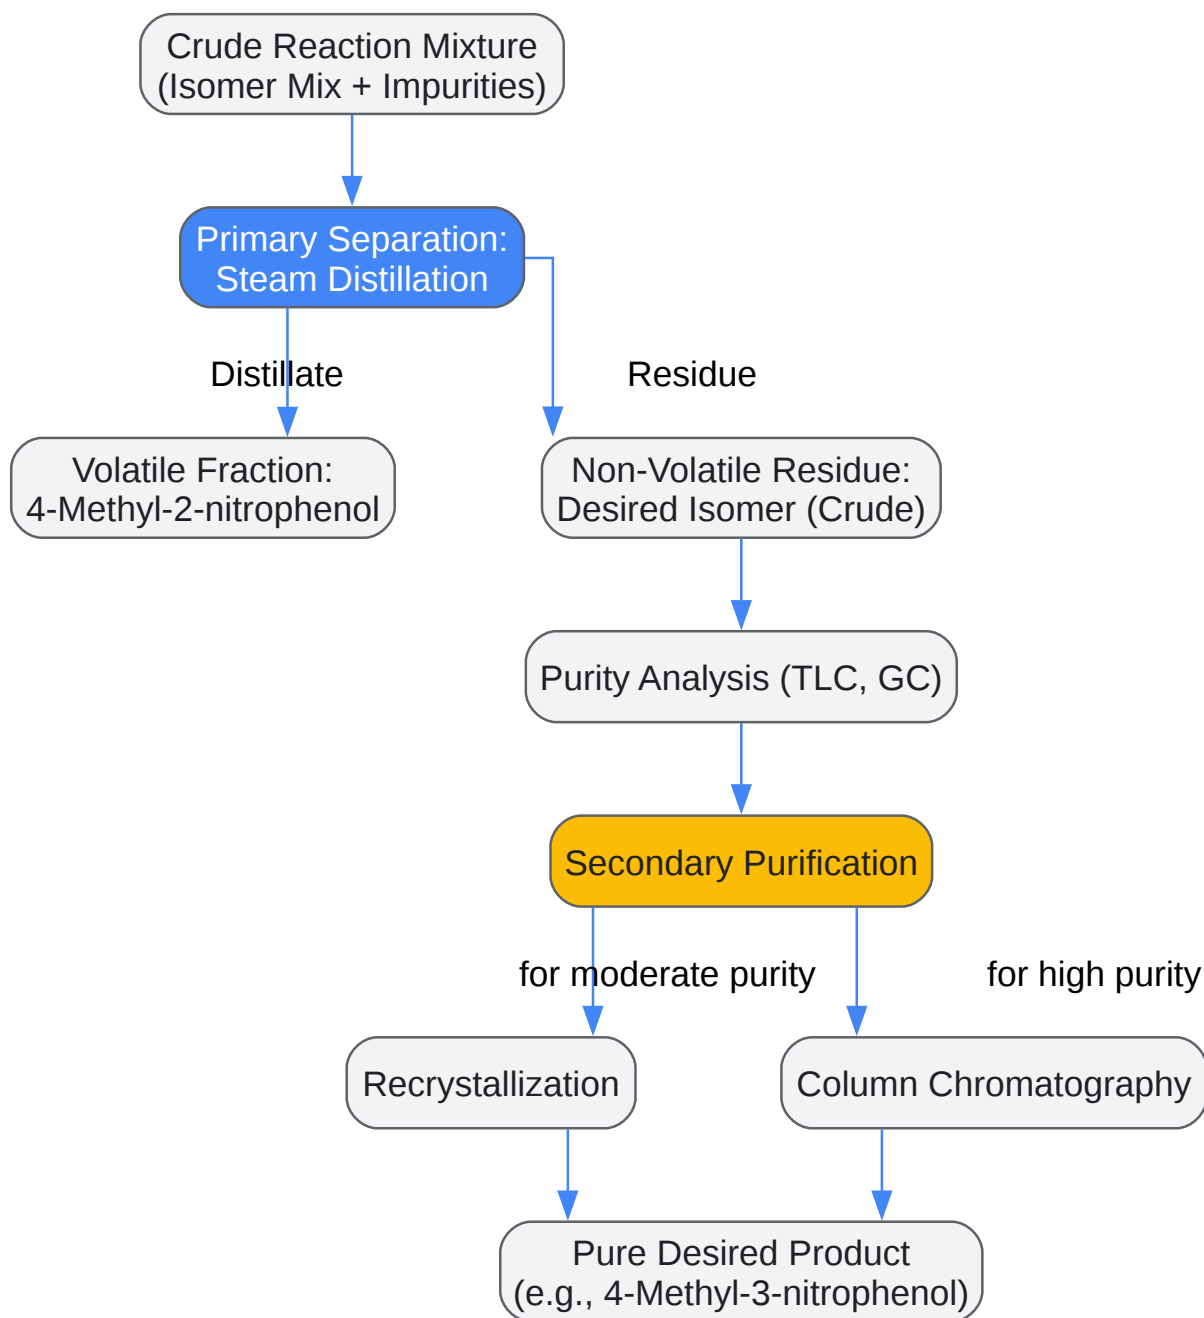 Crude Reaction Mixture
(Isomer Mix + Impurities)
Primary Separation:
Steam Distillation
Distillate
Residue
Volatile Fraction:
4-Methyl-2-nitrophenol
Non-Volatile Residue:
Desired Isomer (Crude)
Purity Analysis (TLC, GC)
Secondary Purification
for moderate purity
for high purity
Recrystallization
Column Chromatography
Pure Desired Product
(e.g., 4-Methyl-3-nitrophenol)